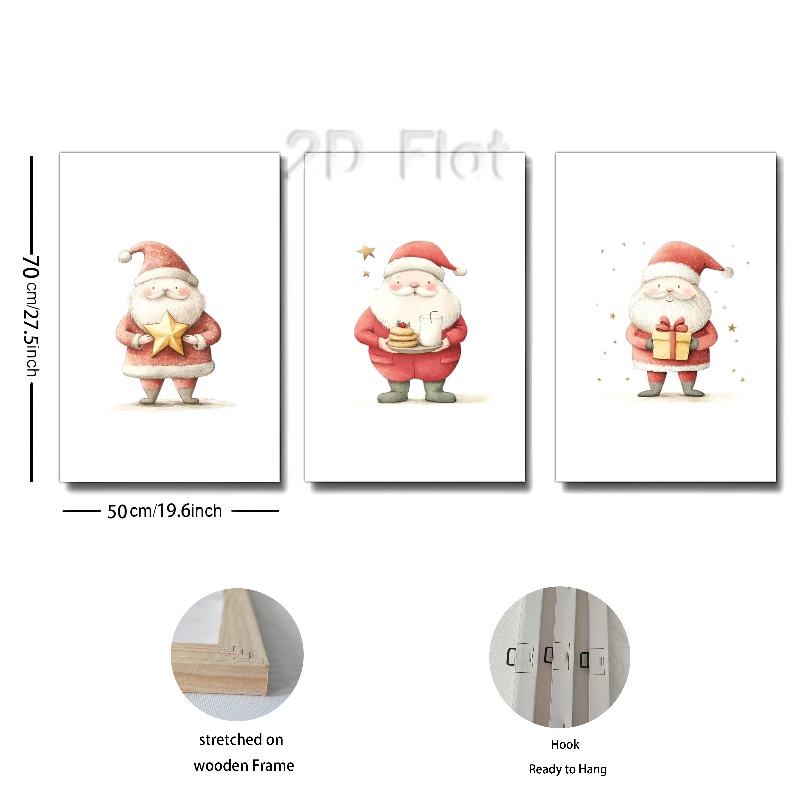 2D Flat
70 cm/27.5inch
50cm/19.6inch
stretched on
wooden Frame
Hook
Ready to Hang